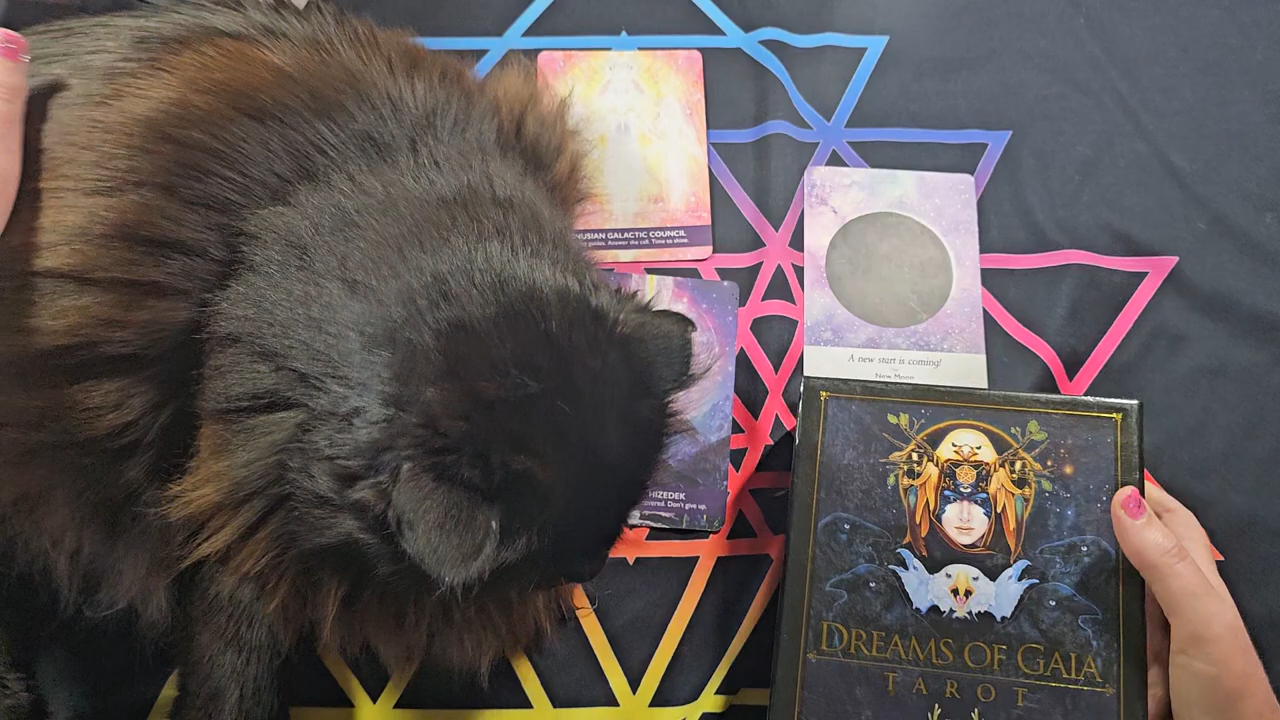 NUSIAN GALACTIC COUNCIL
guides. Answer the call. Time to shine.
A new start is coming!
New Moon
HIZEDEK
covered. Don't give up.
DREAMS OF GAIA
TAROT